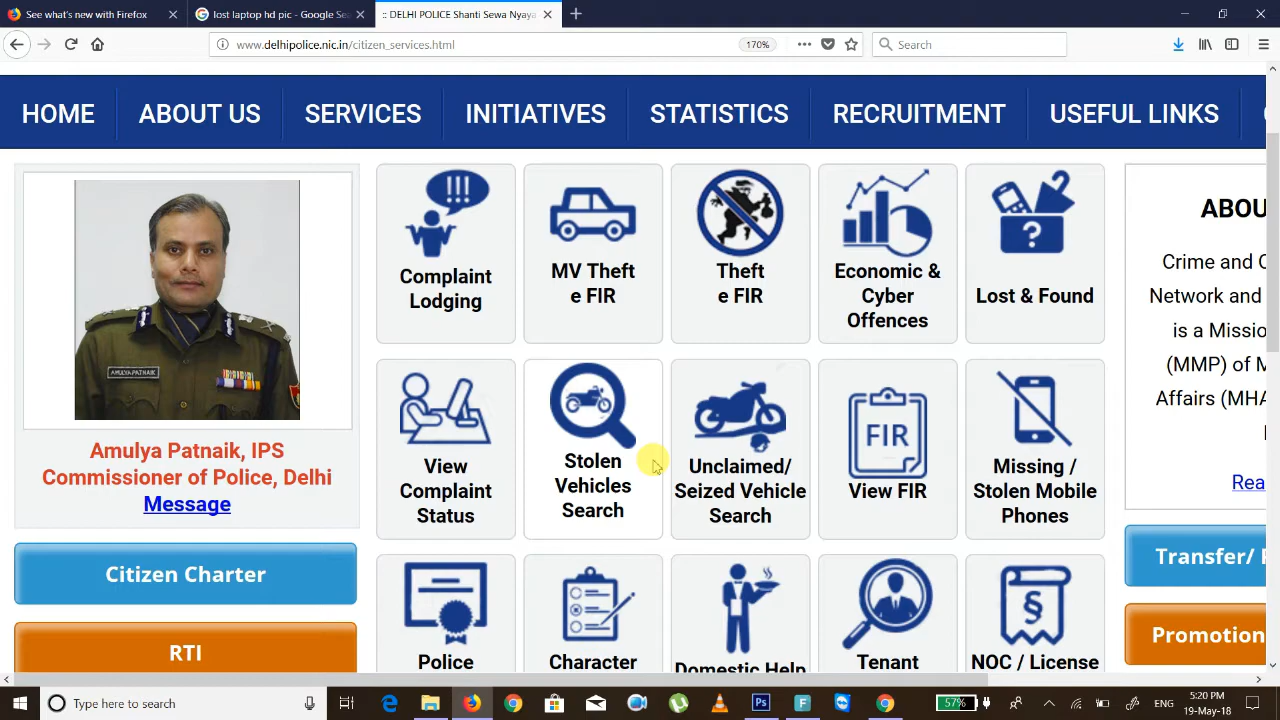 See what's new with Firefox
lost laptop hd pic - Google Se
:: DELHI POLICE Shanti Sewa Nyaya
www.delhipolice.nic.in/citizen_services.html
170%
Search
HOME
ABOUT US
SERVICES
INITIATIVES
STATISTICS
RECRUITMENT
USEFUL LINKS
AMULYA PATNAIK
Amulya Patnaik, IPS
Commissioner of Police, Delhi
Message
Citizen Charter
RTI
!!!
Complaint
Lodging
MV Theft
e FIR
Theft
e FIR
Economic &
Cyber
Offences
?
Lost & Found
View
Complaint
Status
Stolen
Vehicles
Search
Unclaimed/
Seized Vehicle
Search
FIR
View FIR
Missing /
Stolen Mobile
Phones
Police
Character
Domestic Help
Tenant
§
NOC / License
ABOU
Crime and C
Network and
is a Missio
(MMP) of M
Affairs (MHA
Rea
Transfer/
Promotion
Type here to search
57%
ENG
5:20 PM
19-May-18